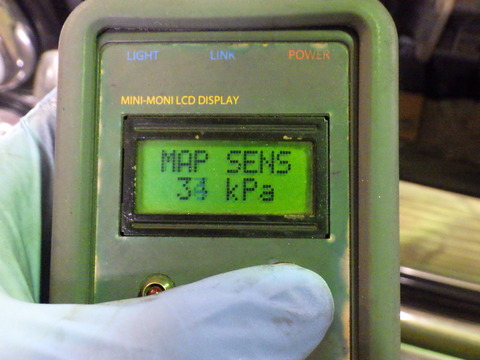 LIGHT LINK POWER
MINI-MONI LCD DISPLAY
MAP SENS
34 kPa